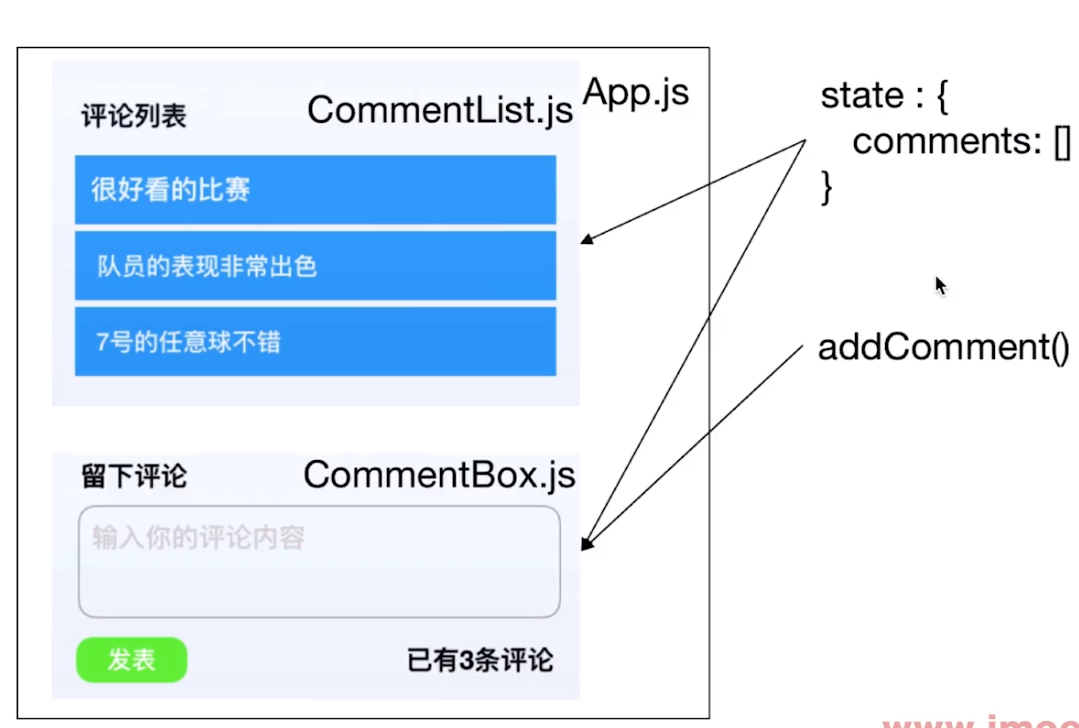 评论列表
CommentList.js
App.js
很好看的比赛
队员的表现非常出色
7号的任意球不错
留下评论
CommentBox.js
输入你的评论内容
发表
已有3条评论
state : {
comments: []
}
addComment()